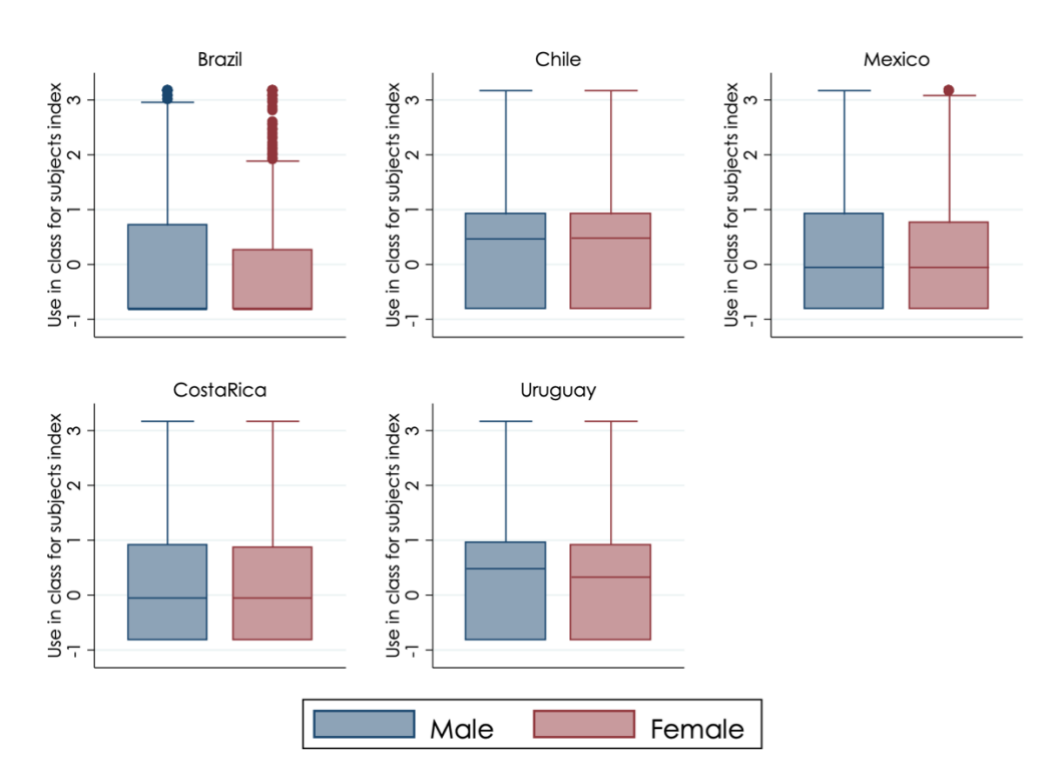 Brazil
Use in class for subjects index
3
2
1
0
-1
Chile
Use in class for subjects index
3
2
1
0
-1
Mexico
Use in class for subjects index
3
2
1
0
-1
CostaRica
Use in class for subjects index
3
2
1
0
-1
Uruguay
Use in class for subjects index
3
2
1
0
-1
Male Female